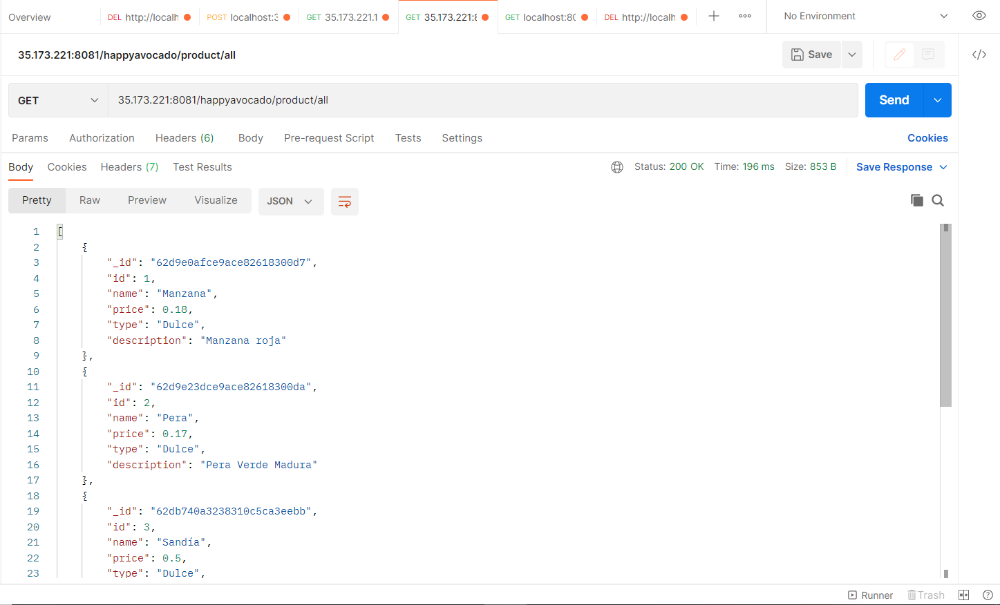 Overview DEL http://localh POST localhost:3 GET 35.173.221.1 GET 35.173.221:8 GET localhost:80 DEL http://localh No Environment
35.173.221:8081/happyavocado/product/all Save
GET 35.173.221:8081/happyavocado/product/all Send
Params Authorization Headers (6) Body Pre-request Script Tests Settings Cookies
Body Cookies Headers (7) Test Results Status: 200 OK Time: 196 ms Size: 853 B Save Response
Pretty Raw Preview Visualize JSON
1 [
2 {
3 "_id": "62d9e0afce9ace82618300d7",
4 "id": 1,
5 "name": "Manzana",
6 "price": 0.18,
7 "type": "Dulce",
8 "description": "Manzana roja"
9 },
10 {
11 "_id": "62d9e23dce9ace82618300da",
12 "id": 2,
13 "name": "Pera",
14 "price": 0.17,
15 "type": "Dulce",
16 "description": "Pera Verde Madura"
17 },
18 {
19 "_id": "62db740a3238310c5ca3eebb",
20 "id": 3,
21 "name": "Sandía",
22 "price": 0.5,
23 "type": "Dulce",
Runner Trash